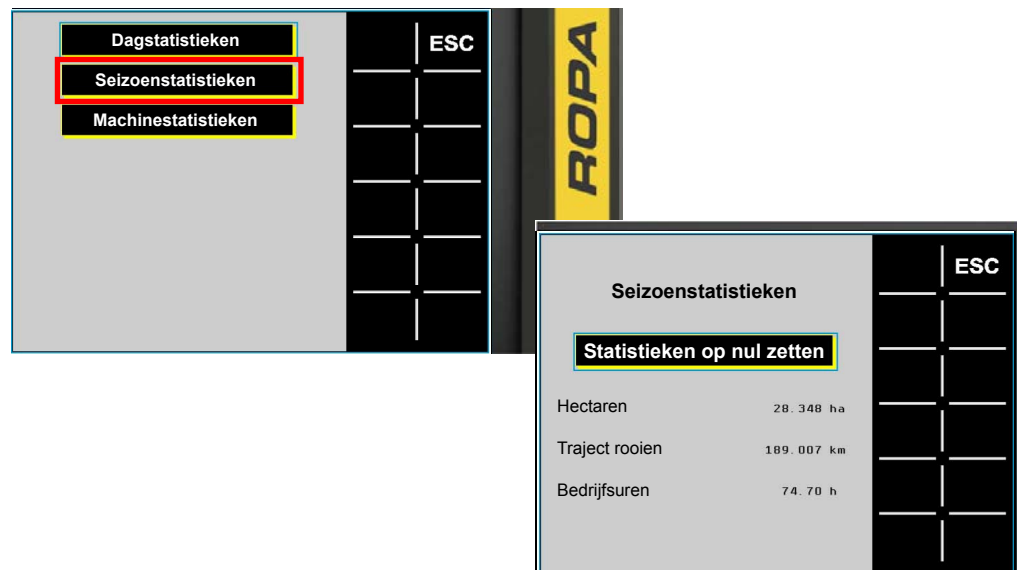 Dagstatistieken
ESC
Seizoenstatistieken
Machinestatistieken
ROPA
ESC
Seizoenstatistieken
Statistieken op nul zetten
Hectaren 28.348 ha
Traject rooien 189.007 km
Bedrijfsuren 74.70 h